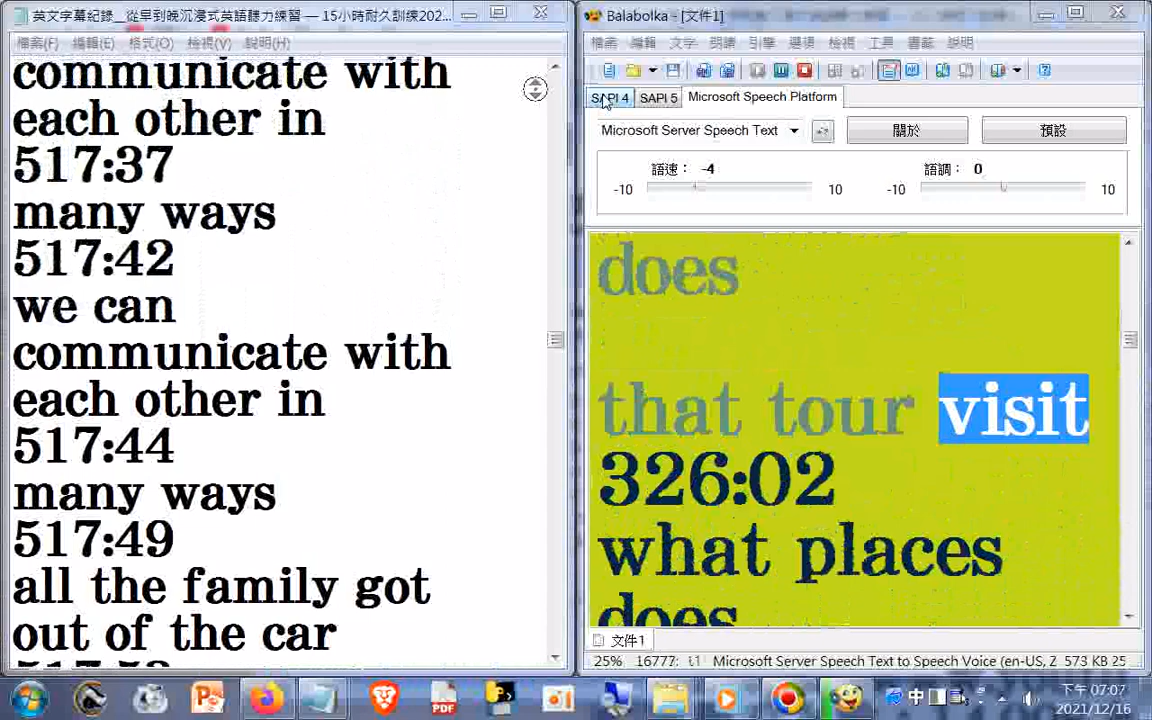 英文字幕紀錄__從早到晚沉浸式英語聽力練習 — 15小時耐久訓練202...
檔案(F) 編輯(E) 格式(O) 檢視(V) 說明(H)
communicate with
each other in
517:37
many ways
517:42
we can
communicate with
each other in
517:44
many ways
517:49
all the family got
out of the car
517:53
Balabolka - [文件1]
檔案 編輯 文字 朗讀 引擎 選項 檢視 工具 書籤 說明
SAPI 4 SAPI 5 Microsoft Speech Platform
Microsoft Server Speech Text
關於 預設
語速： -4 語調： 0
-10 10 -10 10
does
that tour visit
326:02
what places
does
文件1
25% 16777: 11 Microsoft Server Speech Text to Speech Voice (en-US, Z 573 KB 25
PDF
中
下午 07:07
2021/12/16